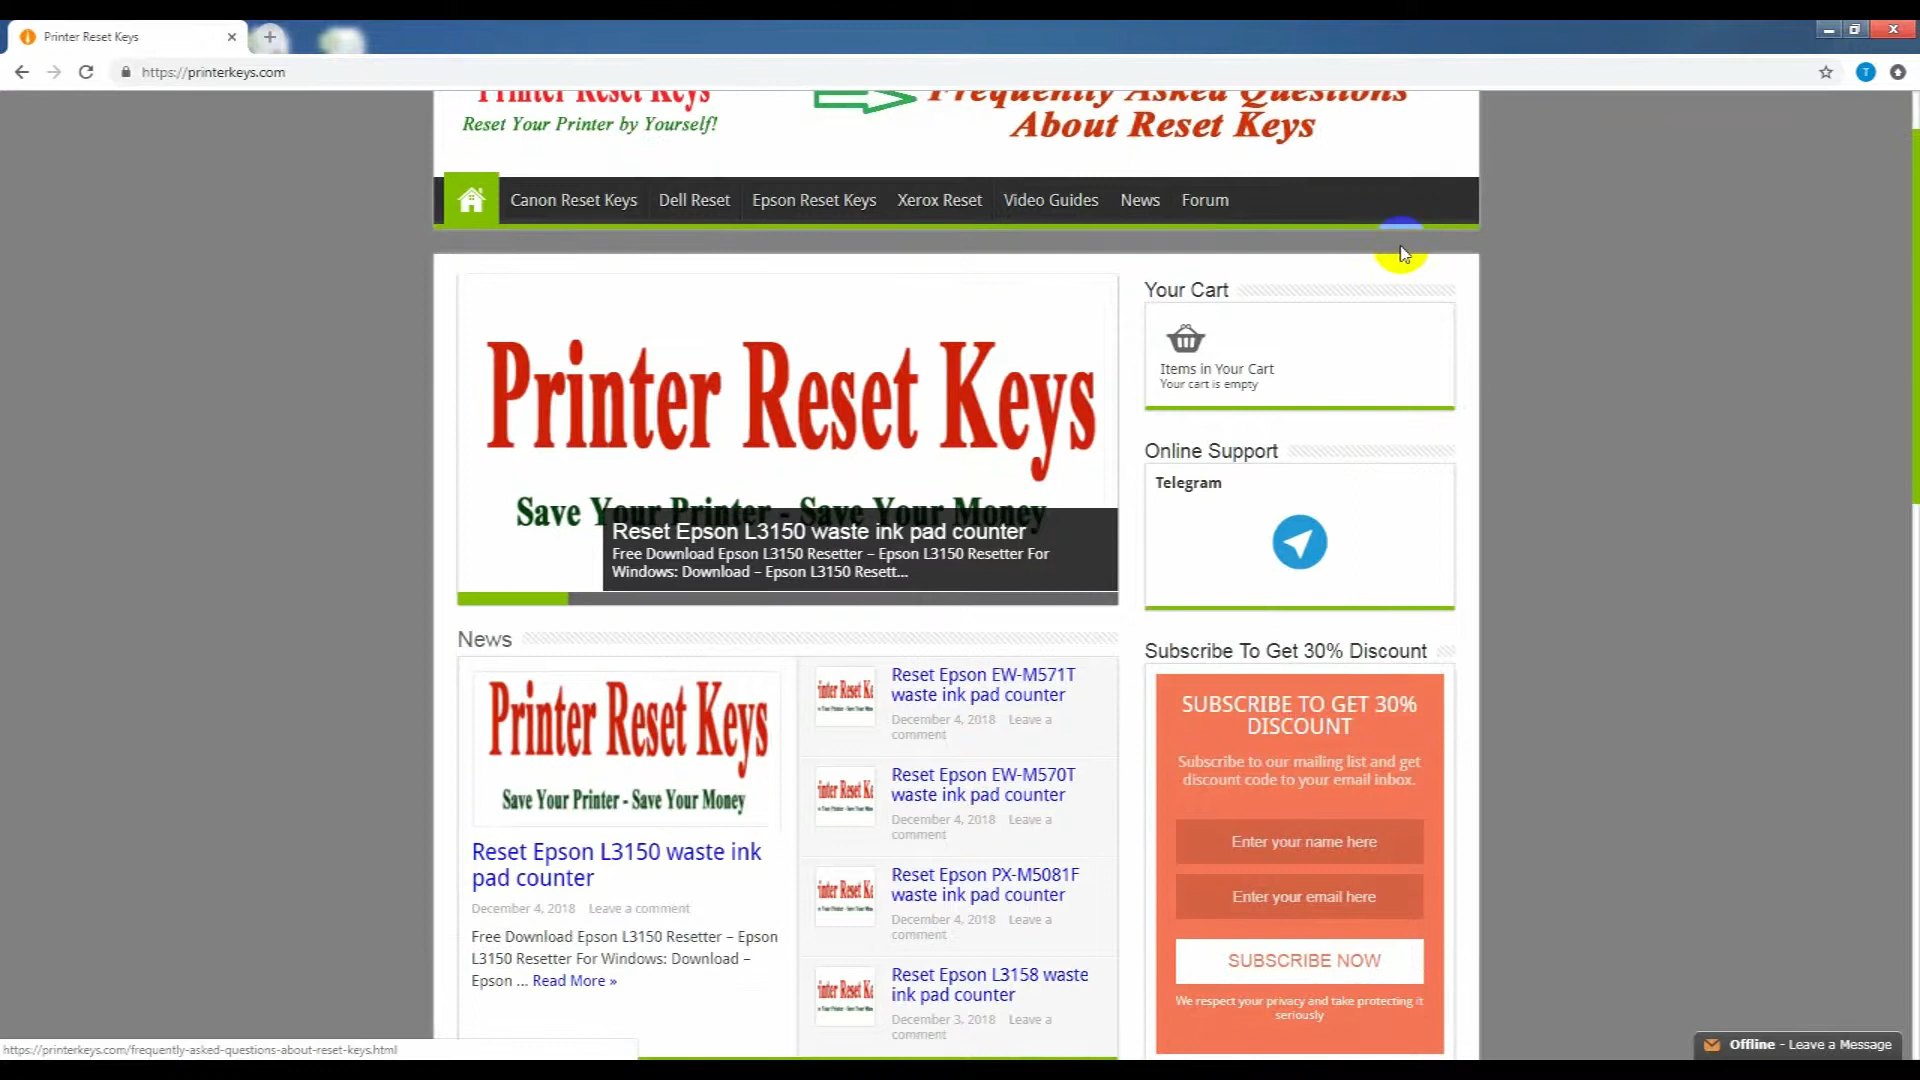 Printer Reset Keys
https://printerkeys.com
Printer Reset Keys
Reset Your Printer by Yourself!
Frequently Asked Questions
About Reset Keys
Canon Reset Keys
Dell Reset
Epson Reset Keys
Xerox Reset
Video Guides
News
Forum
Printer Reset Keys
Save Your Printer - Save Your Money
Reset Epson L3150 waste ink pad counter
Free Download Epson L3150 Resetter – Epson L3150 Resetter For
Windows: Download – Epson L3150 Resett...
Your Cart
Items in Your Cart
Your cart is empty
Online Support
Telegram
News
Printer Reset Keys
Save Your Printer - Save Your Money
Reset Epson L3150 waste ink
pad counter
December 4, 2018 Leave a comment
Free Download Epson L3150 Resetter – Epson
L3150 Resetter For Windows: Download –
Epson ... Read More »
Reset Epson EW-M571T
waste ink pad counter
December 4, 2018 Leave a
comment
Reset Epson EW-M570T
waste ink pad counter
December 4, 2018 Leave a
comment
Reset Epson PX-M5081F
waste ink pad counter
December 4, 2018 Leave a
comment
Reset Epson L3158 waste
ink pad counter
December 3, 2018 Leave a
comment
Subscribe To Get 30% Discount
SUBSCRIBE TO GET 30%
DISCOUNT
Subscribe to our mailing list and get
discount code to your email inbox.
Enter your name here
Enter your email here
SUBSCRIBE NOW
We respect your privacy and take protecting it
seriously
https://printerkeys.com/frequently-asked-questions-about-reset-keys.html
Offline - Leave a Message
T